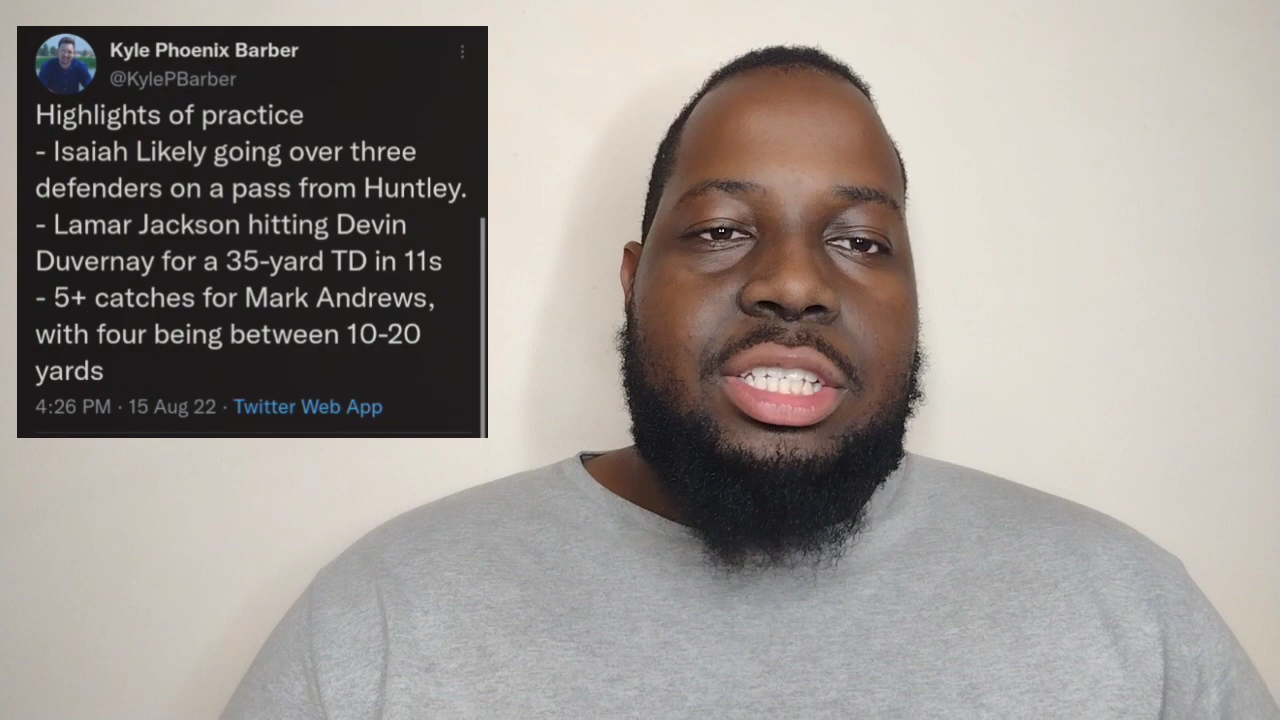 Kyle Phoenix Barber
@KylePBarber
Highlights of practice
- Isaiah Likely going over three
defenders on a pass from Huntley.
- Lamar Jackson hitting Devin
Duvernay for a 35-yard TD in 11s
- 5+ catches for Mark Andrews,
with four being between 10-20
yards
4:26 PM · 15 Aug 22 · Twitter Web App